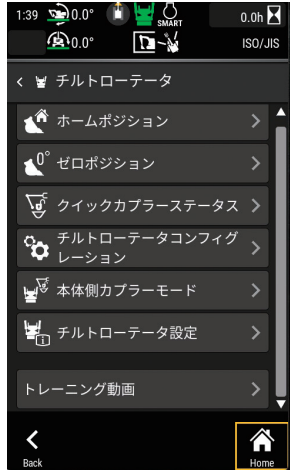 1:39 0.0° SMART 0.0h
0.0° ISO/JIS
チルトローテータ
ホームポジション
0° ゼロポジション
クイックカプラーステータス
チルトローテータコンフィグ
レーション
本体側カプラーモード
チルトローテータ設定
トレーニング動画
Back Home